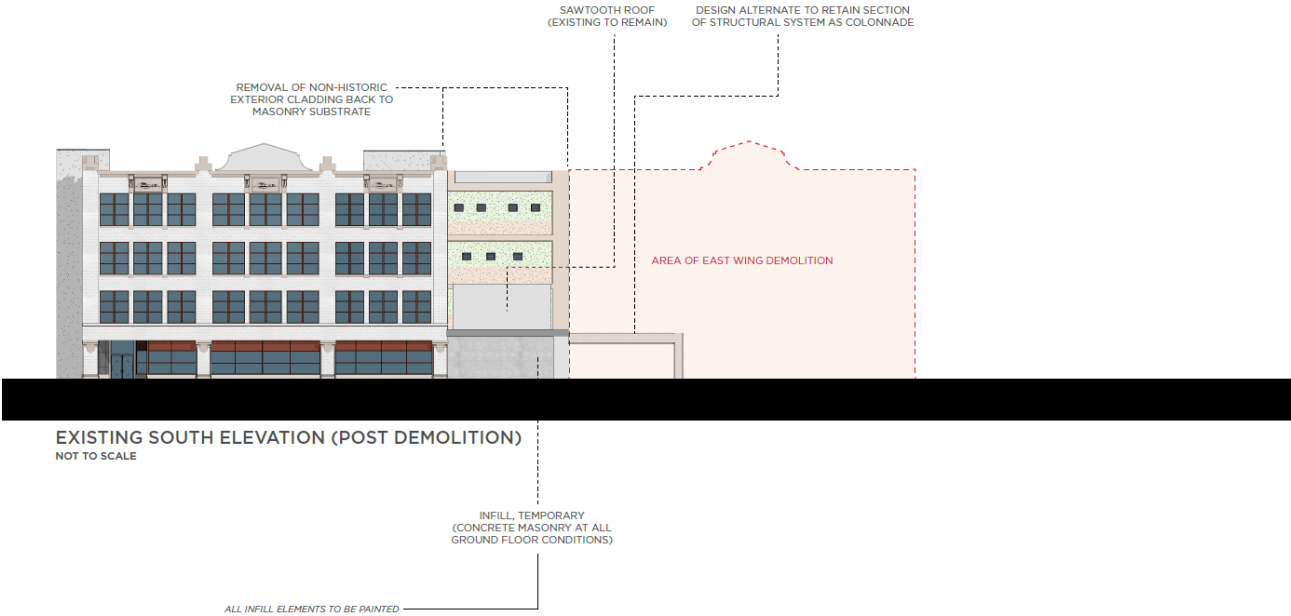 SAWTOOTH ROOF
(EXISTING TO REMAIN)
DESIGN ALTERNATE TO RETAIN SECTION
OF STRUCTURAL SYSTEM AS COLONNADE
REMOVAL OF NON-HISTORIC
EXTERIOR CLADDING BACK TO
MASONRY SUBSTRATE
AREA OF EAST WING DEMOLITION
EXISTING SOUTH ELEVATION (POST DEMOLITION)
NOT TO SCALE
INFILL, TEMPORARY
(CONCRETE MASONRY AT ALL
GROUND FLOOR CONDITIONS)
ALL INFILL ELEMENTS TO BE PAINTED